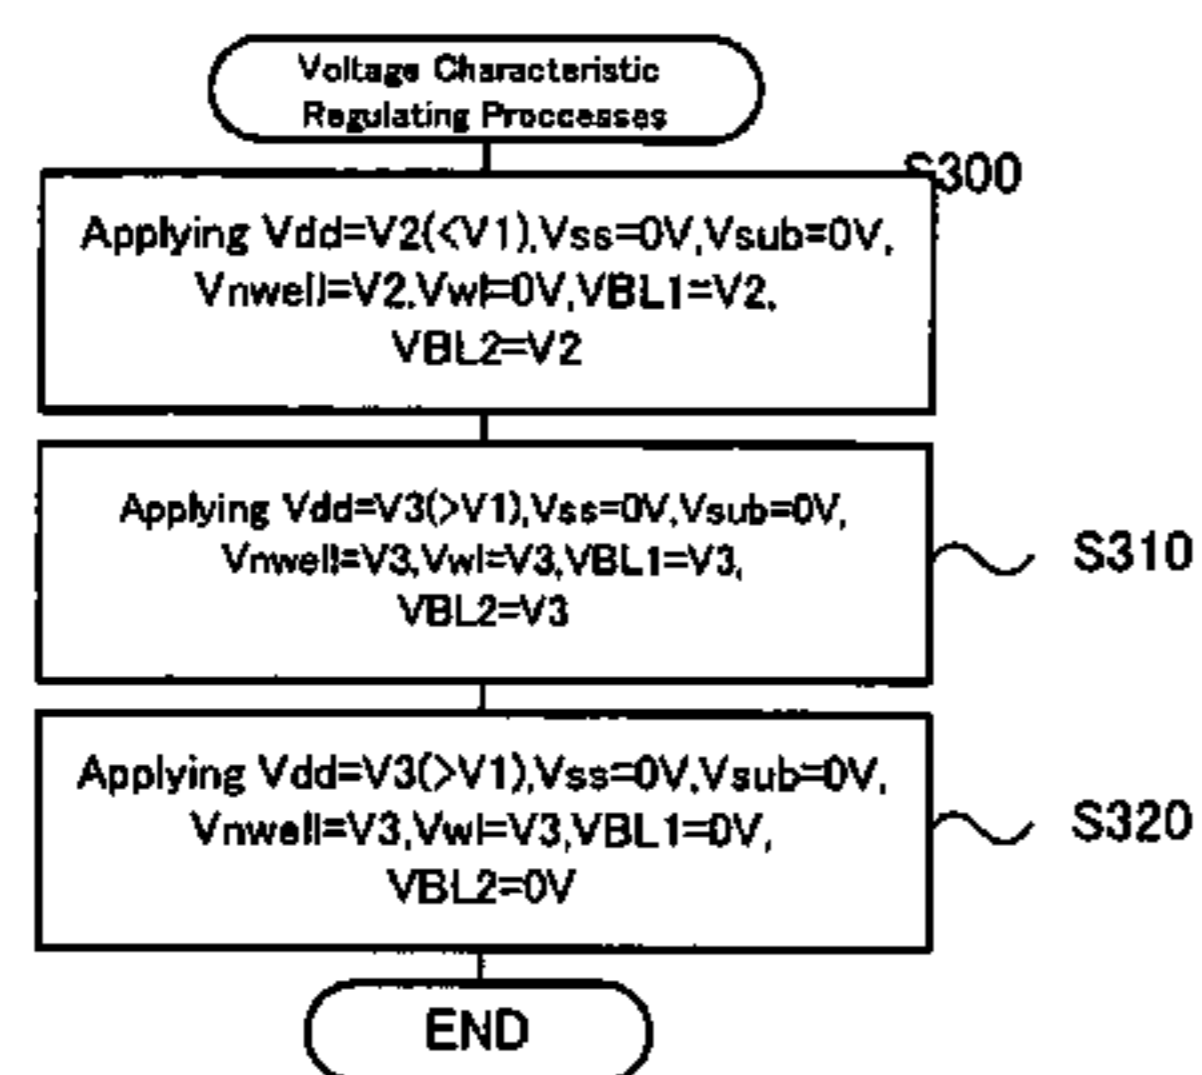 Voltage Characteristic
Regulating Proccesses
S300
Applying Vdd=V2(<V1),Vss=0V,Vsub=0V,
Vnwell=V2,Vwl=0V,VBL1=V2,
VBL2=V2
Applying Vdd=V3(>V1),Vss=0V,Vsub=0V,
Vnwell=V3,Vwl=V3,VBL1=V3,
VBL2=V3
S310
Applying Vdd=V3(>V1),Vss=0V,Vsub=0V,
Vnwell=V3,Vwl=V3,VBL1=0V,
VBL2=0V
S320
END